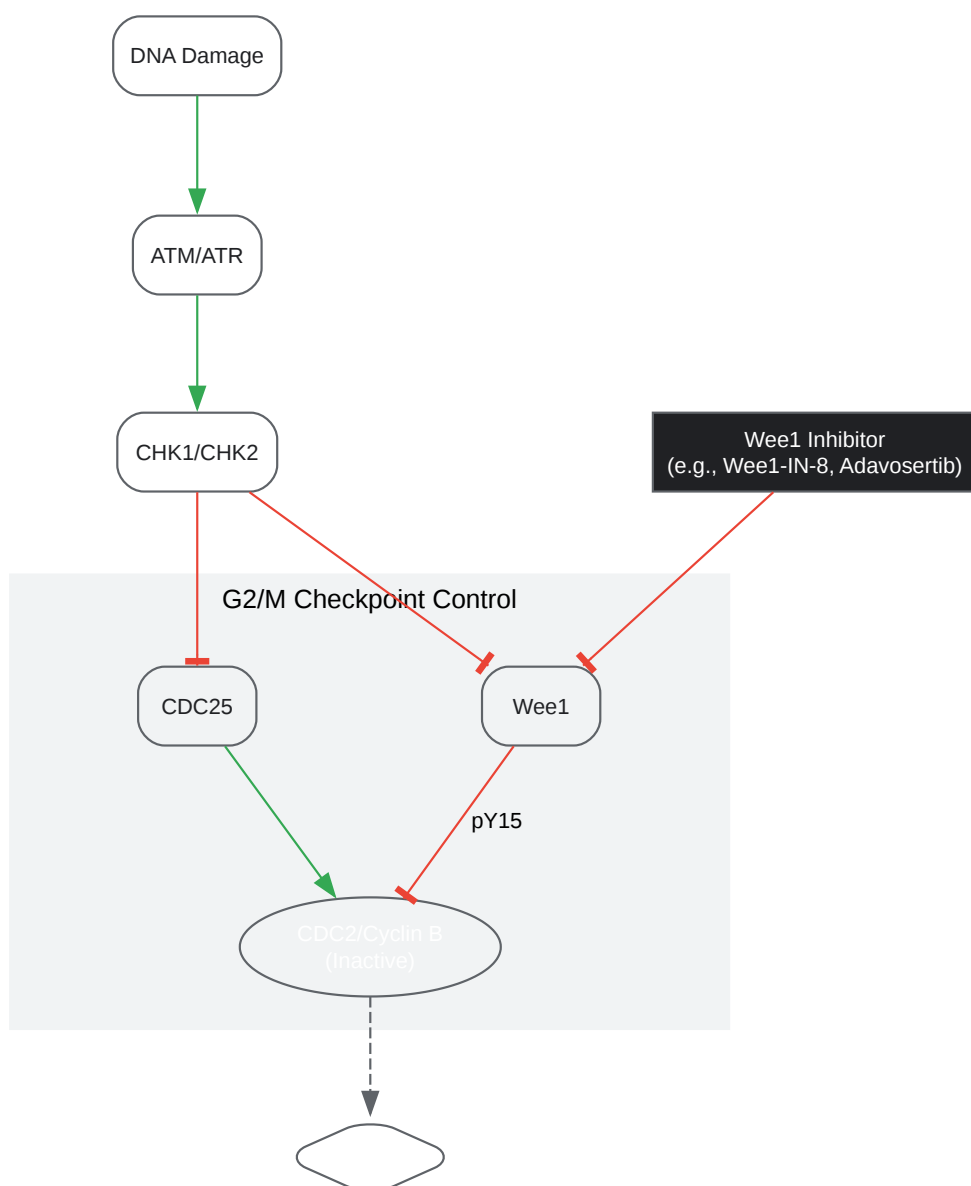 DNA Damage
ATM/ATR
CHK1/CHK2
Wee1 Inhibitor
(e.g., Wee1-IN-8, Adavosertib)
G2/M Checkpoint Control
CDC25
Wee1
pY15
CDC2/Cyclin B
(Inactive)